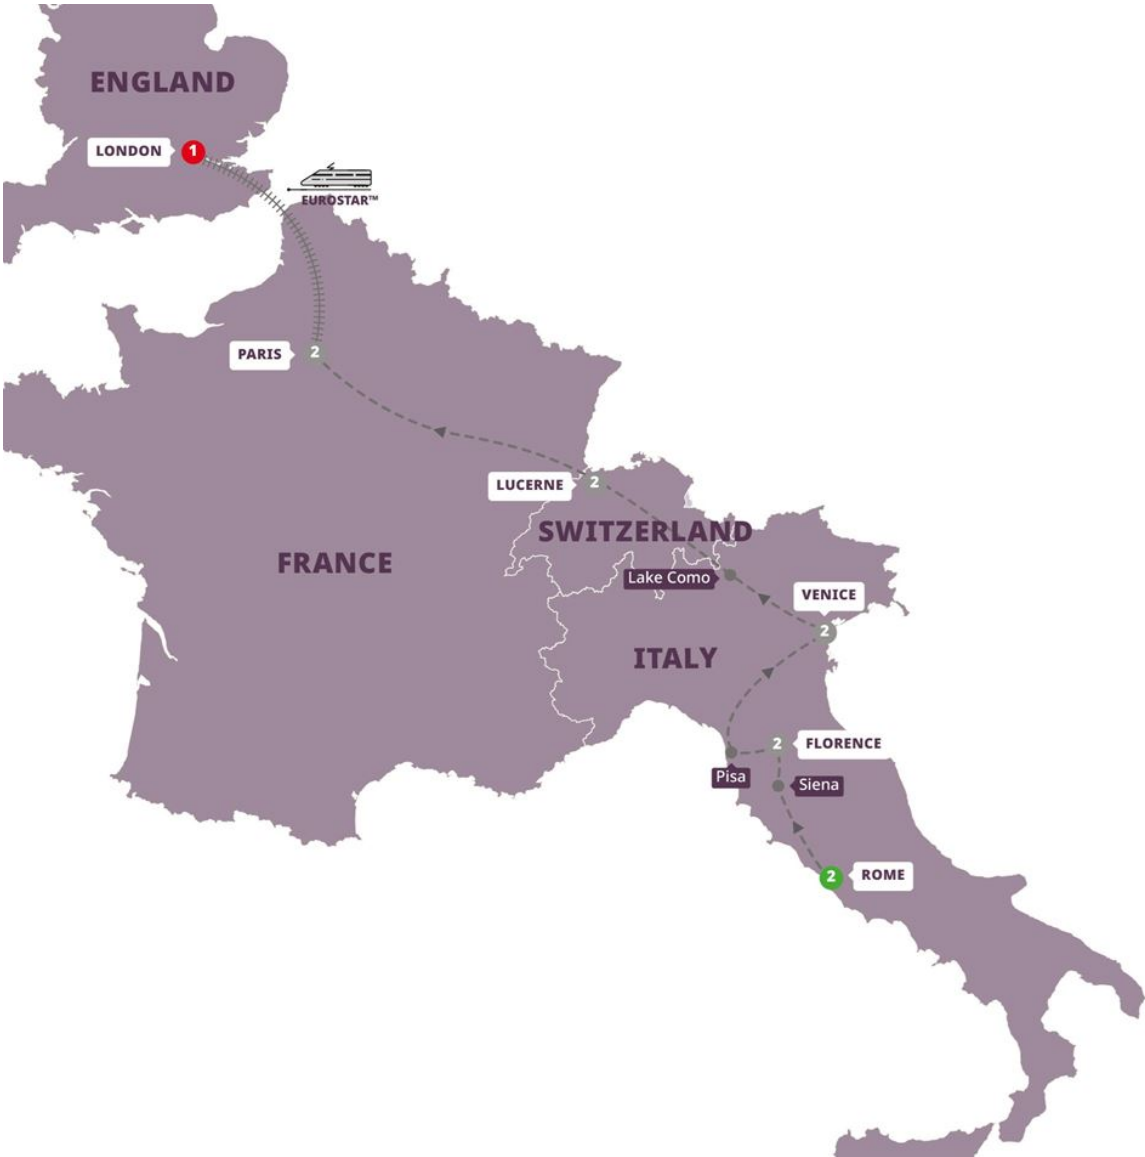 ENGLAND
LONDON
1
EUROSTAR™
PARIS
2
LUCERNE
2
SWITZERLAND
FRANCE
Lake Como
VENICE
2
ITALY
2
FLORENCE
Pisa
Siena
2
ROME